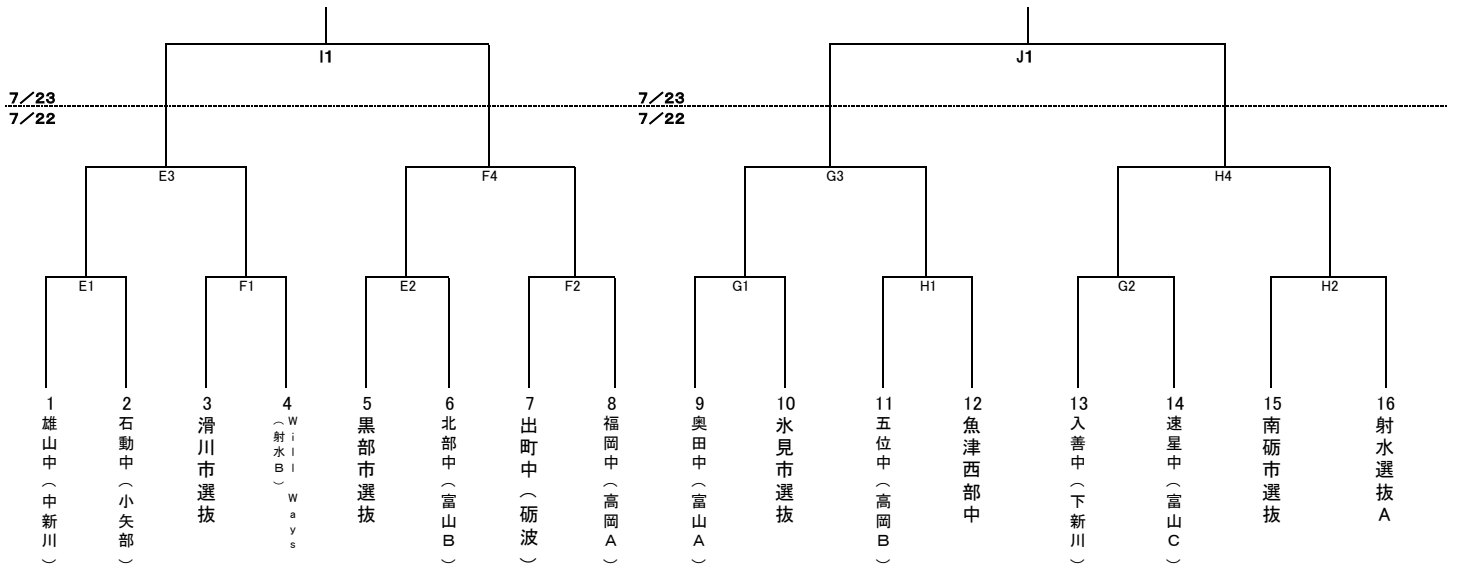 I1
J1
7/23
7/23
7/22
7/22
E3
F4
G3
H4
E1
F1
E2
F2
G1
H1
G2
H2
1
雄山中(中新川)
2
石動中(小矢部)
3
滑川市選抜
4
Will Ways
(射水B)
5
黒部市選抜
6
北部中(富山B)
7
出町中(砺波)
8
福岡中(高岡A)
9
奥田中(富山A)
10
氷見市選抜
11
五位中(高岡B)
12
魚津西部中
13
入善中(下新川)
14
速星中(富山C)
15
南砺市選抜
16
射水選抜A